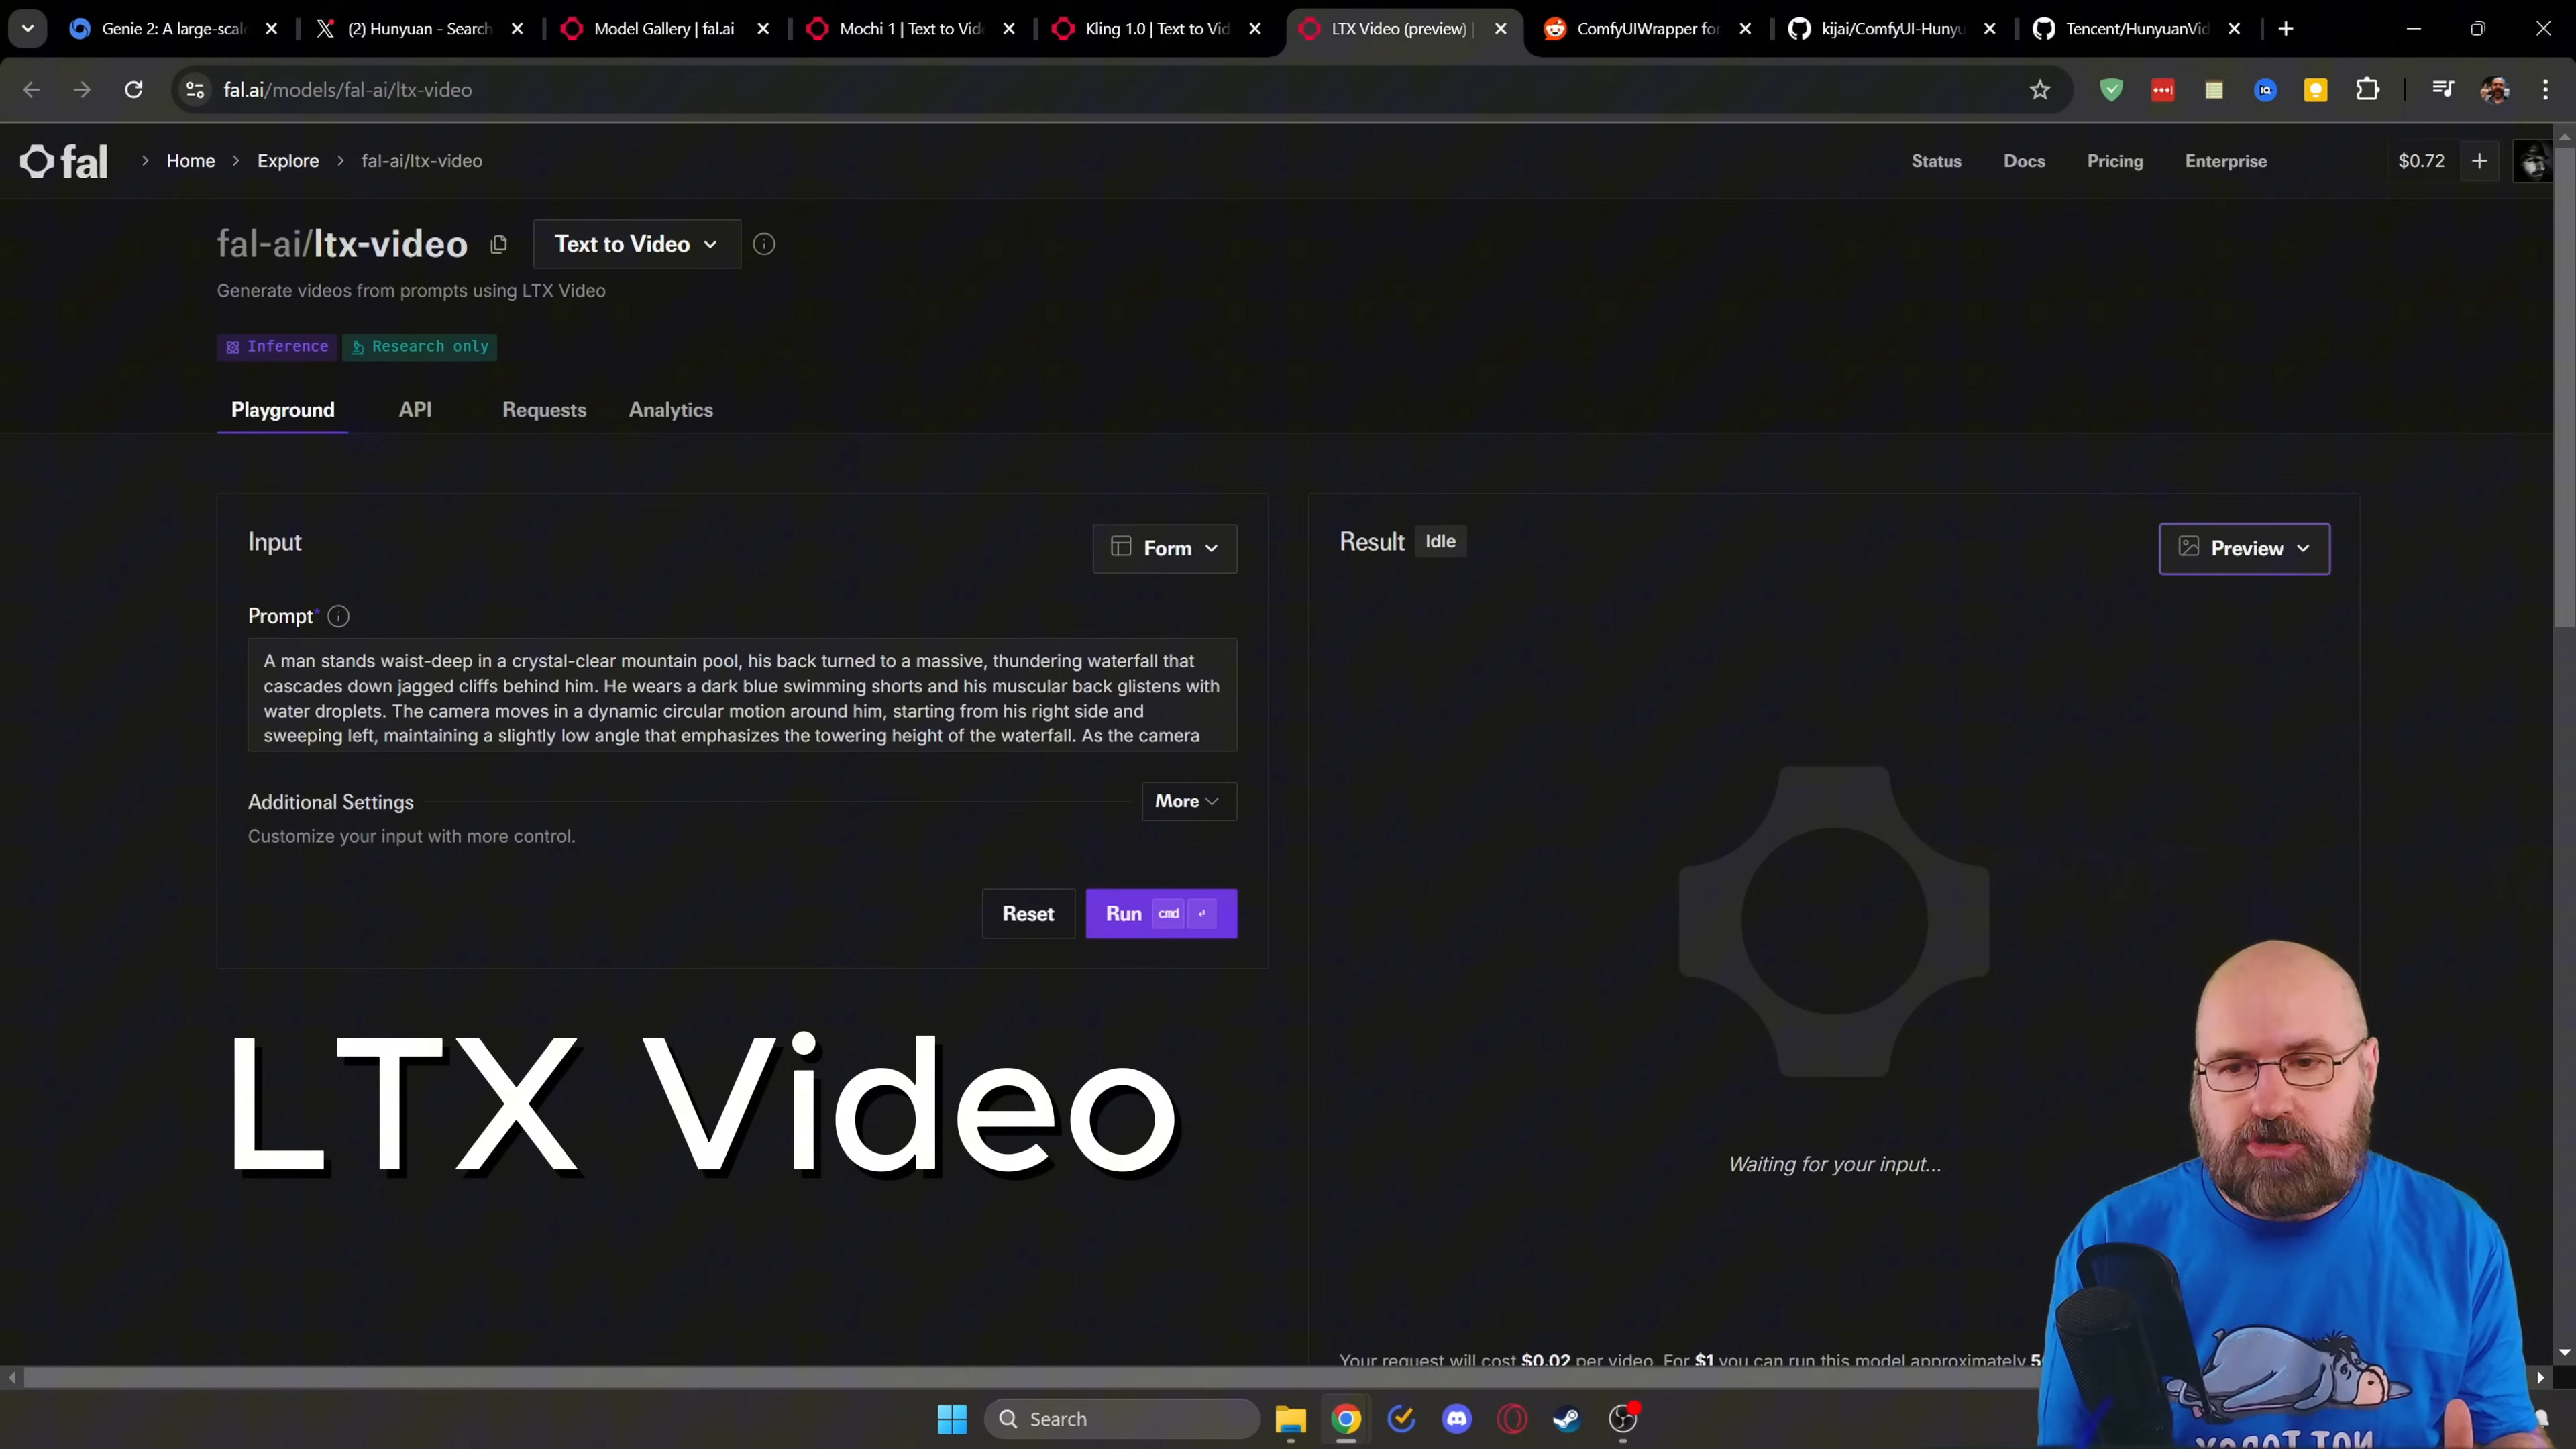 Genie 2: A large-scale
(2) Hunyuan - Search
Model Gallery | fal.ai
Mochi 1 | Text to Vid
Kling 1.0 | Text to Vid
LTX Video (preview) |
ComfyUIWrapper for
kijai/ComfyUI-Hunyu
Tencent/HunyuanVid
fal.ai/models/fal-ai/ltx-video
fal
Home
Explore
fal-ai/ltx-video
Status
Docs
Pricing
Enterprise
$0.72
fal-ai/ltx-video
Text to Video
Generate videos from prompts using LTX Video
Inference
Research only
Playground
API
Requests
Analytics
Input
Form
Prompt*
A man stands waist-deep in a crystal-clear mountain pool, his back turned to a massive, thundering waterfall that
cascades down jagged cliffs behind him. He wears a dark blue swimming shorts and his muscular back glistens with
water droplets. The camera moves in a dynamic circular motion around him, starting from his right side and
sweeping left, maintaining a slightly low angle that emphasizes the towering height of the waterfall. As the camera
Additional Settings
More
Customize your input with more control.
Reset
Run cmd
Result Idle
Preview
Waiting for your input...
Your request will cost $0.02 per video. For $1 you can run this model approximately 5
LTX Video
Search
NOT TODAY